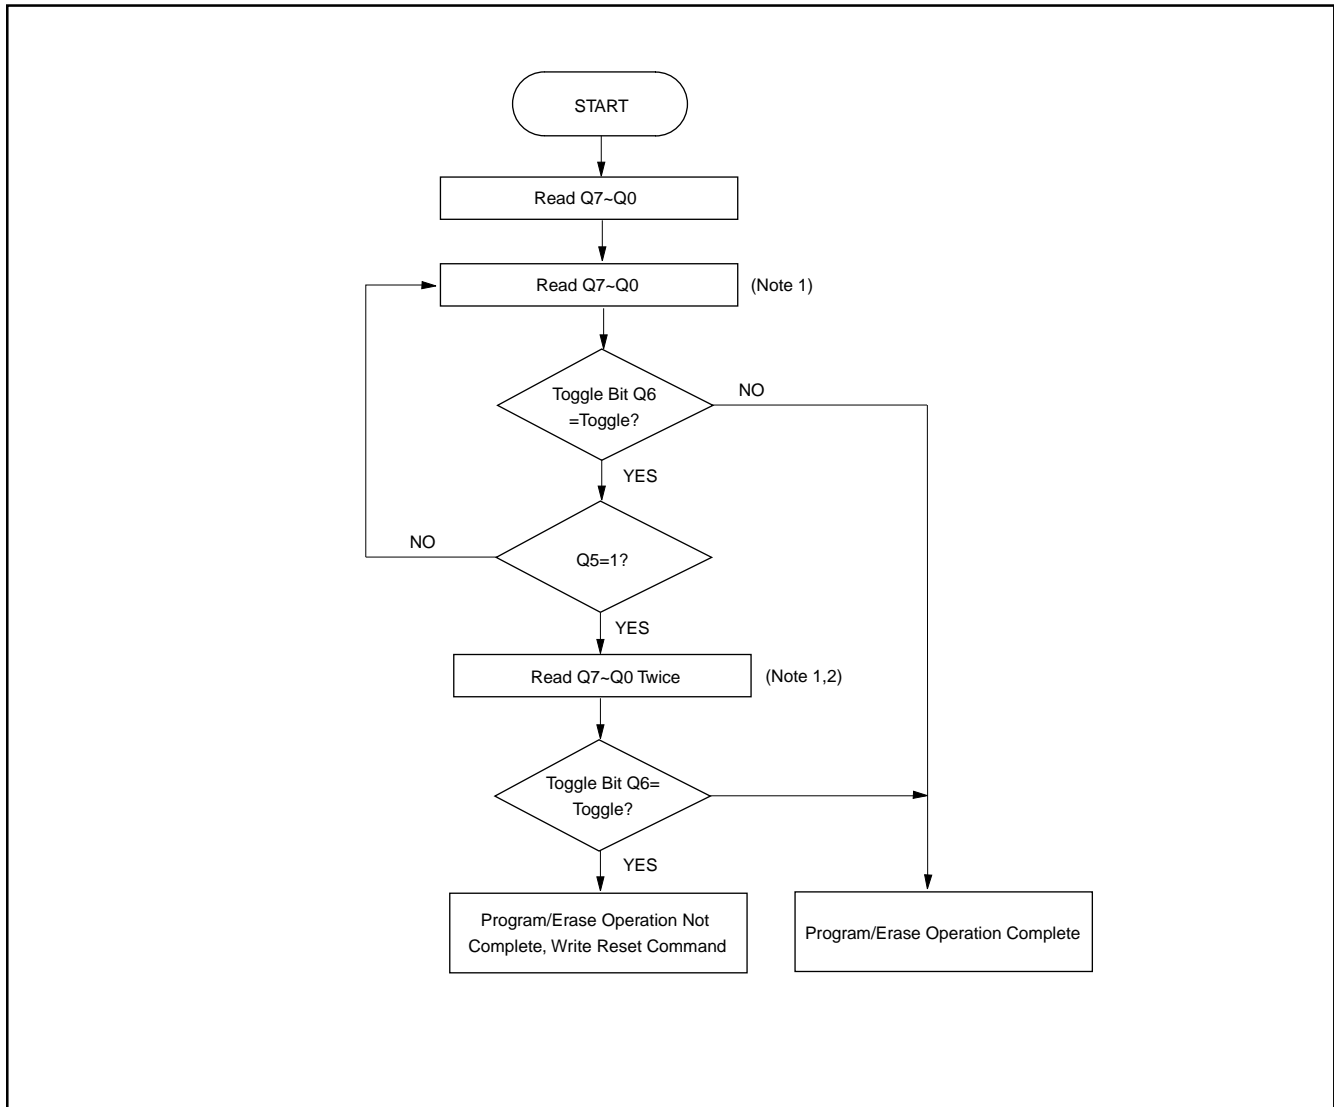 START
Read Q7~Q0
Read Q7~Q0
(Note 1)
Toggle Bit Q6
=Toggle?
NO
YES
NO
Q5=1?
YES
Read Q7~Q0 Twice
(Note 1,2)
Toggle Bit Q6=
Toggle?
YES
Program/Erase Operation Not
Complete, Write Reset Command
Program/Erase Operation Complete